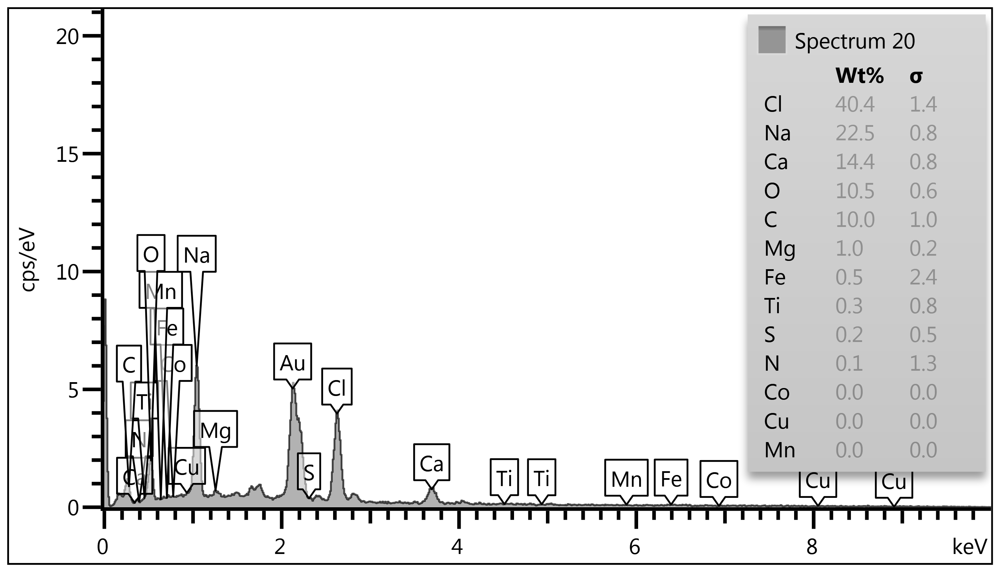 Spectrum 20
Wt% σ
Cl 40.4 1.4
Na 22.5 0.8
Ca 14.4 0.8
O 10.5 0.6
C 10.0 1.0
Mg 1.0 0.2
Fe 0.5 2.4
Ti 0.3 0.8
S 0.2 0.5
N 0.1 1.3
Co 0.0 0.0
Cu 0.0 0.0
Mn 0.0 0.0
20
15
10
5
0
cps/eV
O Na
Mn
Fe
C Co Au
Ti Cl
N Mg
Ca Cu S Ca Ti Ti Mn Fe Co Cu Cu
0 2 4 6 8 keV